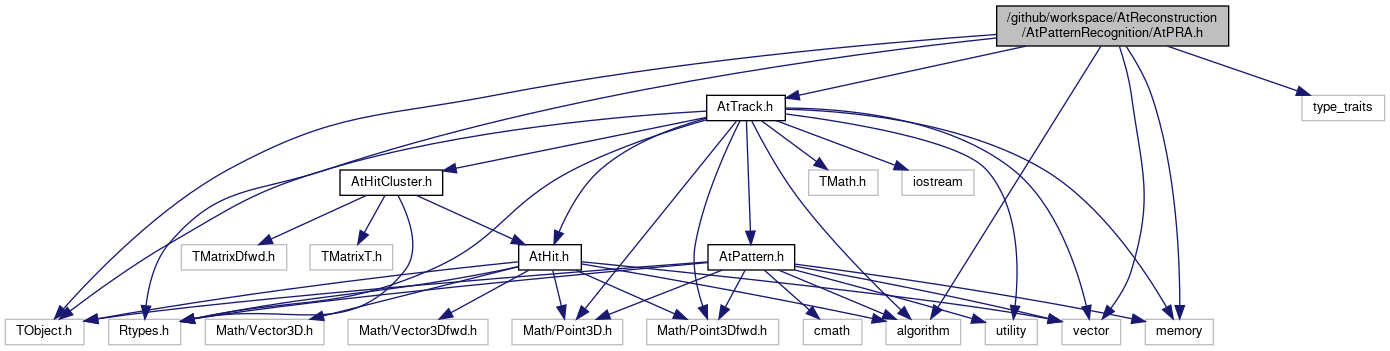 /github/workspace/AtReconstruction
/AtPatternRecognition/AtPRA.h
AtTrack.h
type_traits
AtHitCluster.h
TMath.h
iostream
TMatrixDfwd.h
TMatrixT.h
AtHit.h
AtPattern.h
TObject.h
Rtypes.h
Math/Vector3D.h
Math/Vector3Dfwd.h
Math/Point3D.h
Math/Point3Dfwd.h
cmath
algorithm
utility
vector
memory